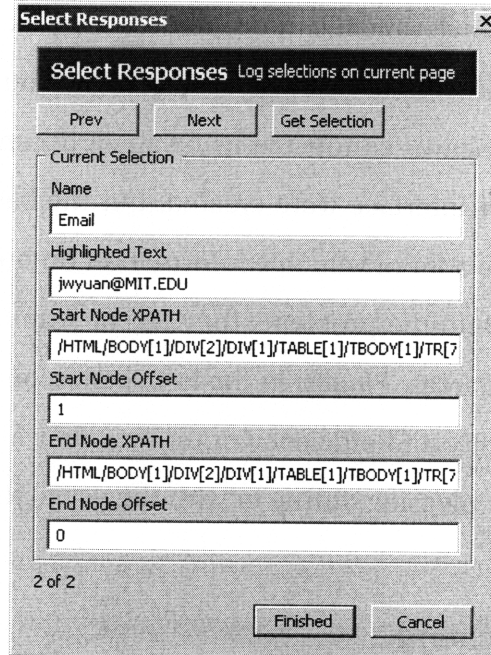 Select Responses
Select Responses Log selections on current page
Prev Next Get Selection
Current Selection
Name
Email
Highlighted Text
jwyuan@MIT.EDU
Start Node XPATH
/HTML/BODY[1]/DIV[2]/DIV[1]/TABLE[1]/TBODY[1]/TR[7
Start Node Offset
1
End Node XPATH
/HTML/BODY[1]/DIV[2]/DIV[1]/TABLE[1]/TBODY[1]/TR[7
End Node Offset
0
2 of 2
Finished Cancel